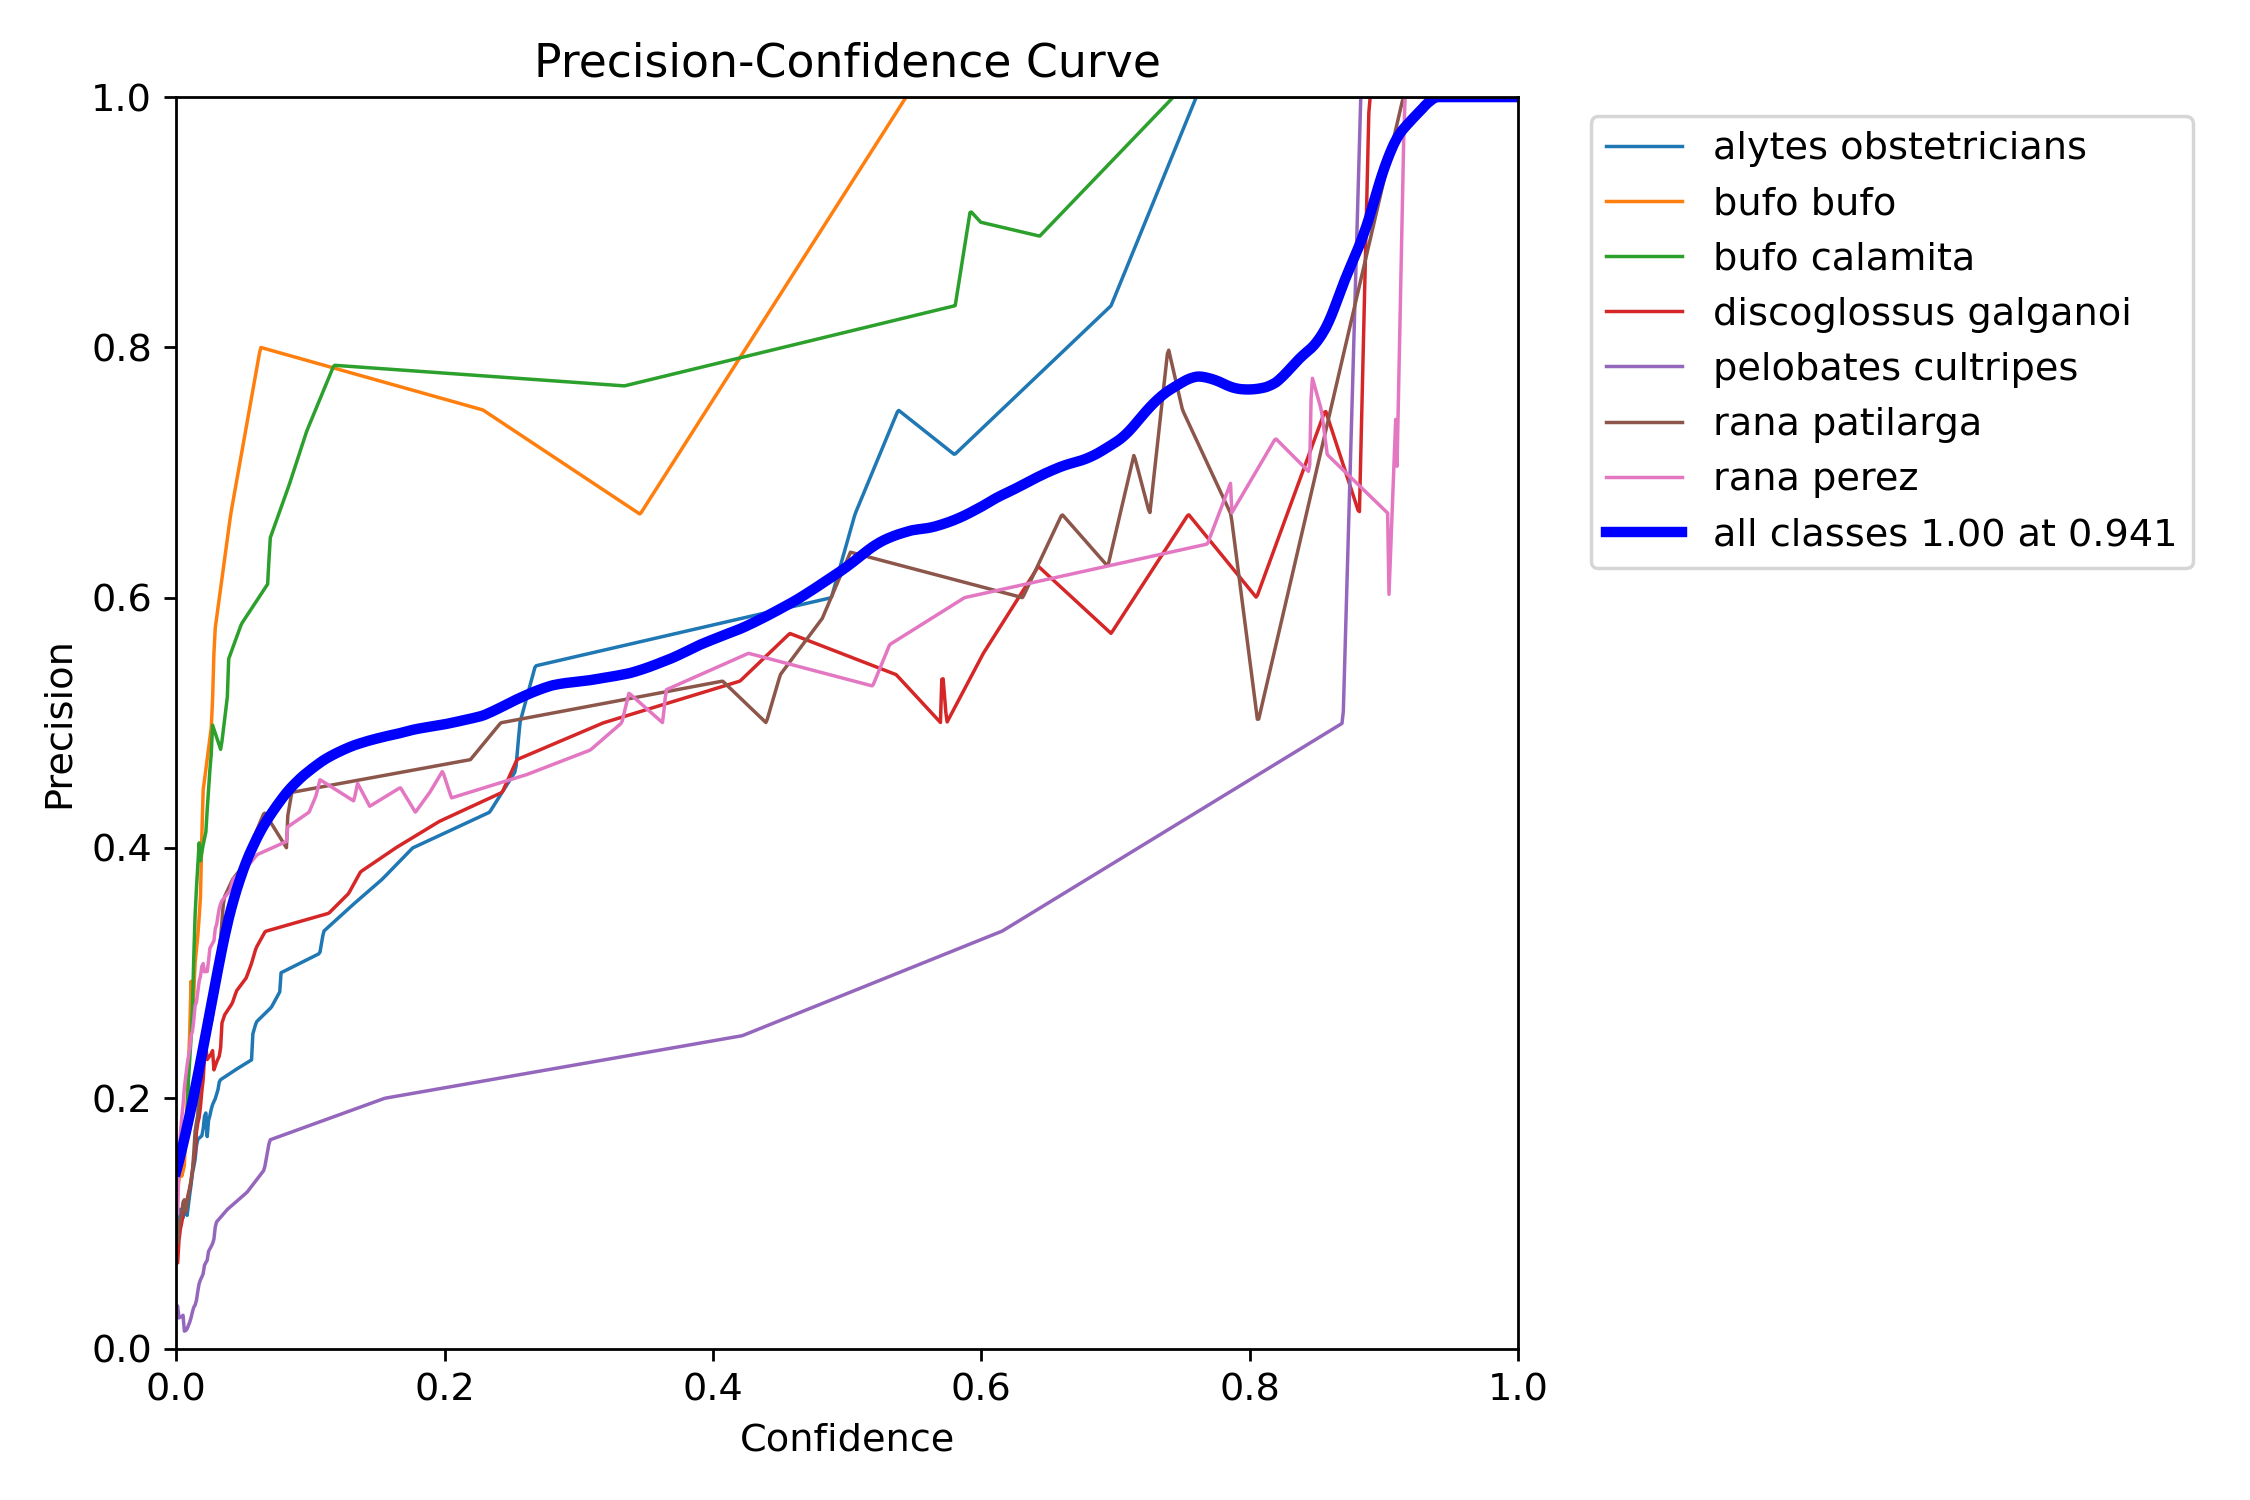 Precision-Confidence Curve
1.0
0.8
0.6
0.4
0.2
0.0
Precision
0.0 0.2 0.4 0.6 0.8 1.0
Confidence
alytes obstetricians
bufo bufo
bufo calamita
discoglossus galganoi
pelobates cultripes
rana patilarga
rana perez
all classes 1.00 at 0.941